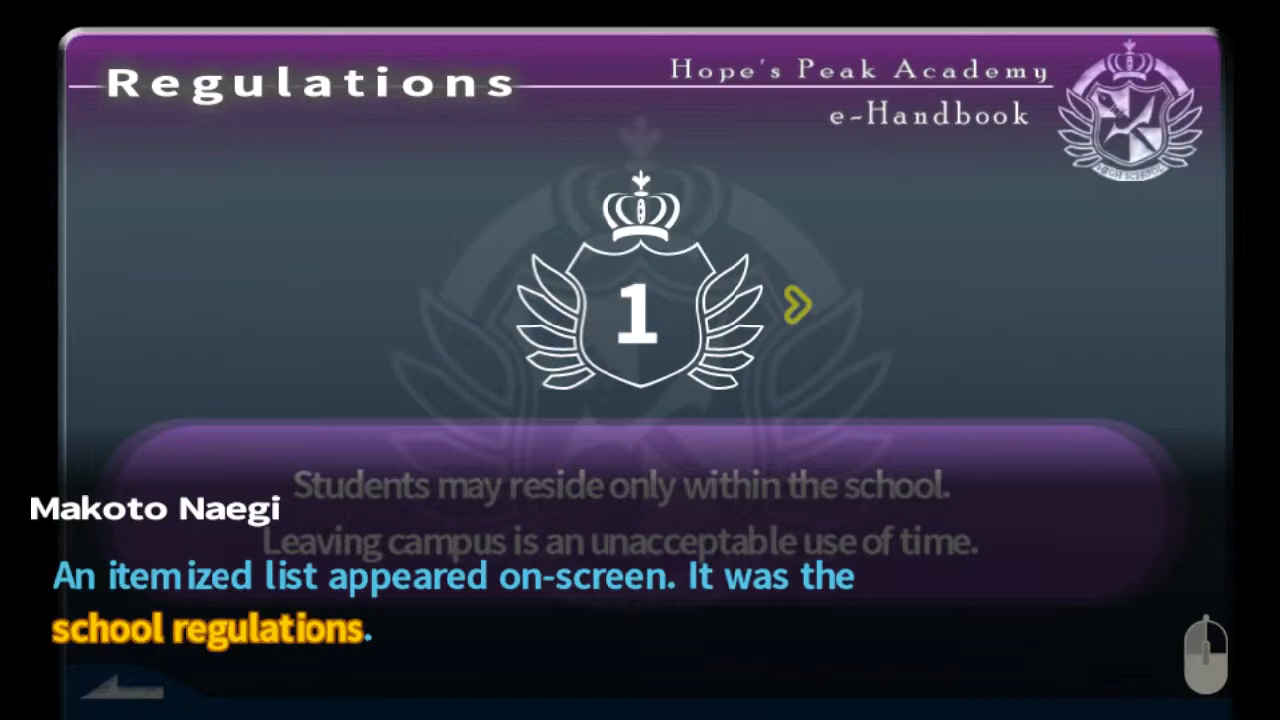 Regulations
Hope's Peak Academy
e-Handbook
1
Students may reside only within the school.
Leaving campus is an unacceptable use of time.
Makoto Naegi
An itemized list appeared on-screen. It was the
school regulations.